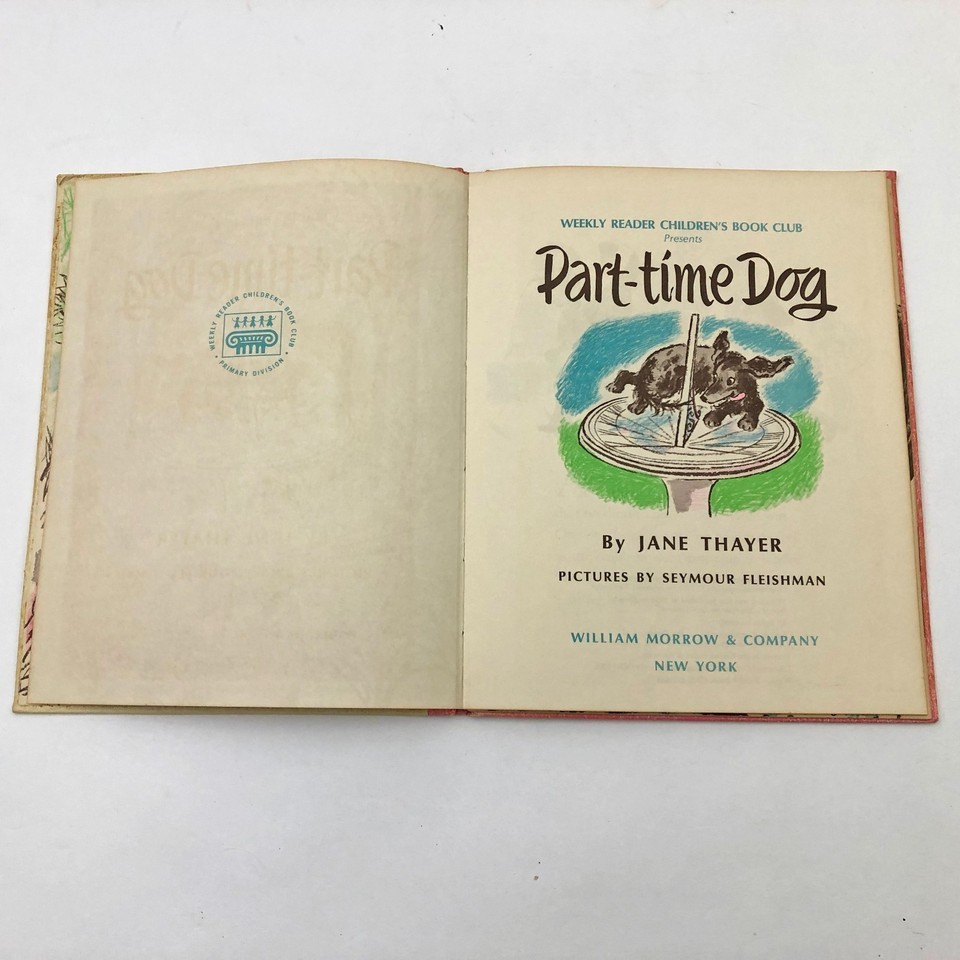 WEEKLY READER CHILDREN'S BOOK CLUB
• PRIMARY DIVISION •
WEEKLY READER CHILDREN'S BOOK CLUB
Presents
Part-time Dog
By JANE THAYER
PICTURES BY SEYMOUR FLEISHMAN
WILLIAM MORROW & COMPANY
NEW YORK